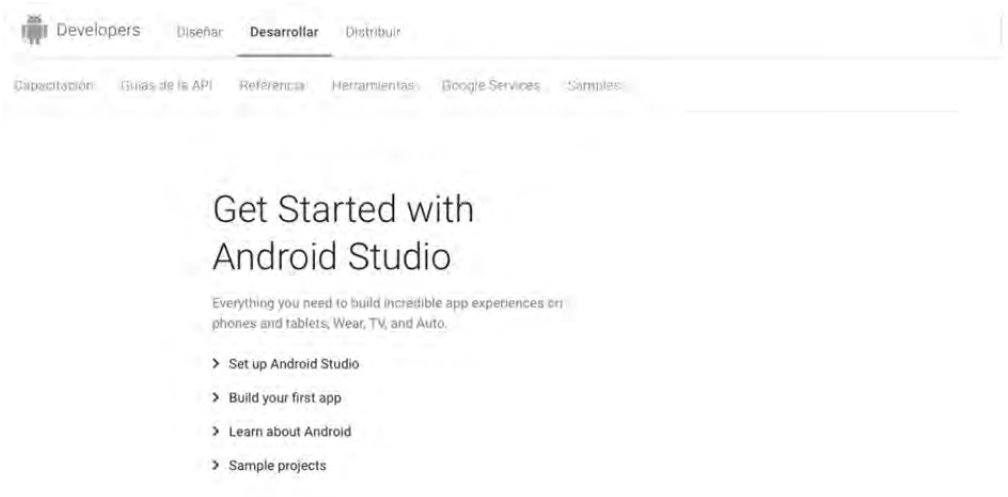 Developers Diseñar Desarrollar Distribuir
Capacitación Guías de la API Referencia Herramientas Google Services Samples
Get Started with
Android Studio
Everything you need to build incredible app experiences on
phones and tablets, Wear, TV, and Auto.
Set up Android Studio
Build your first app
Learn about Android
Sample projects